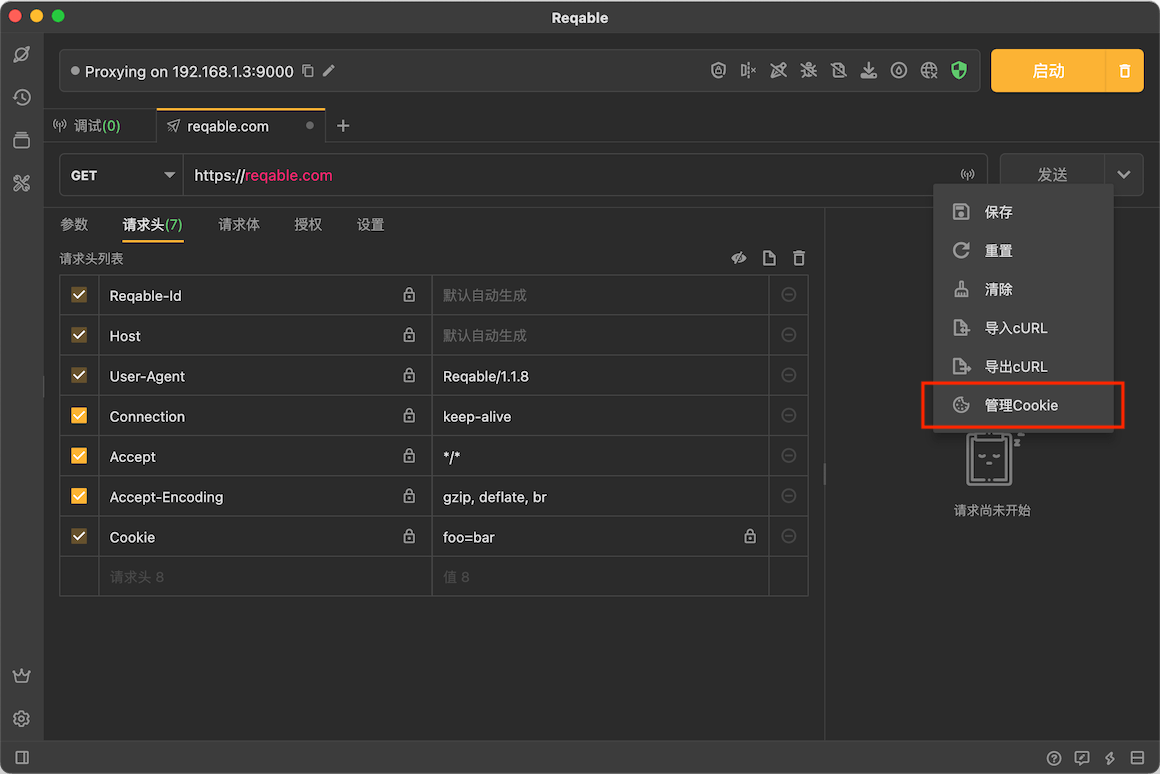 Reqable
Proxying on 192.168.1.3:9000
启动
调试(0)
reqable.com
GET
https://reqable.com
发送
参数
请求头(7)
请求体
授权
设置
保存
重置
清除
导入cURL
导出cURL
管理Cookie
请求头列表
Reqable-Id
默认自动生成
Host
默认自动生成
User-Agent
Reqable/1.1.8
Connection
keep-alive
Accept
*/*
Accept-Encoding
gzip, deflate, br
Cookie
foo=bar
请求头 8
值 8
请求尚未开始